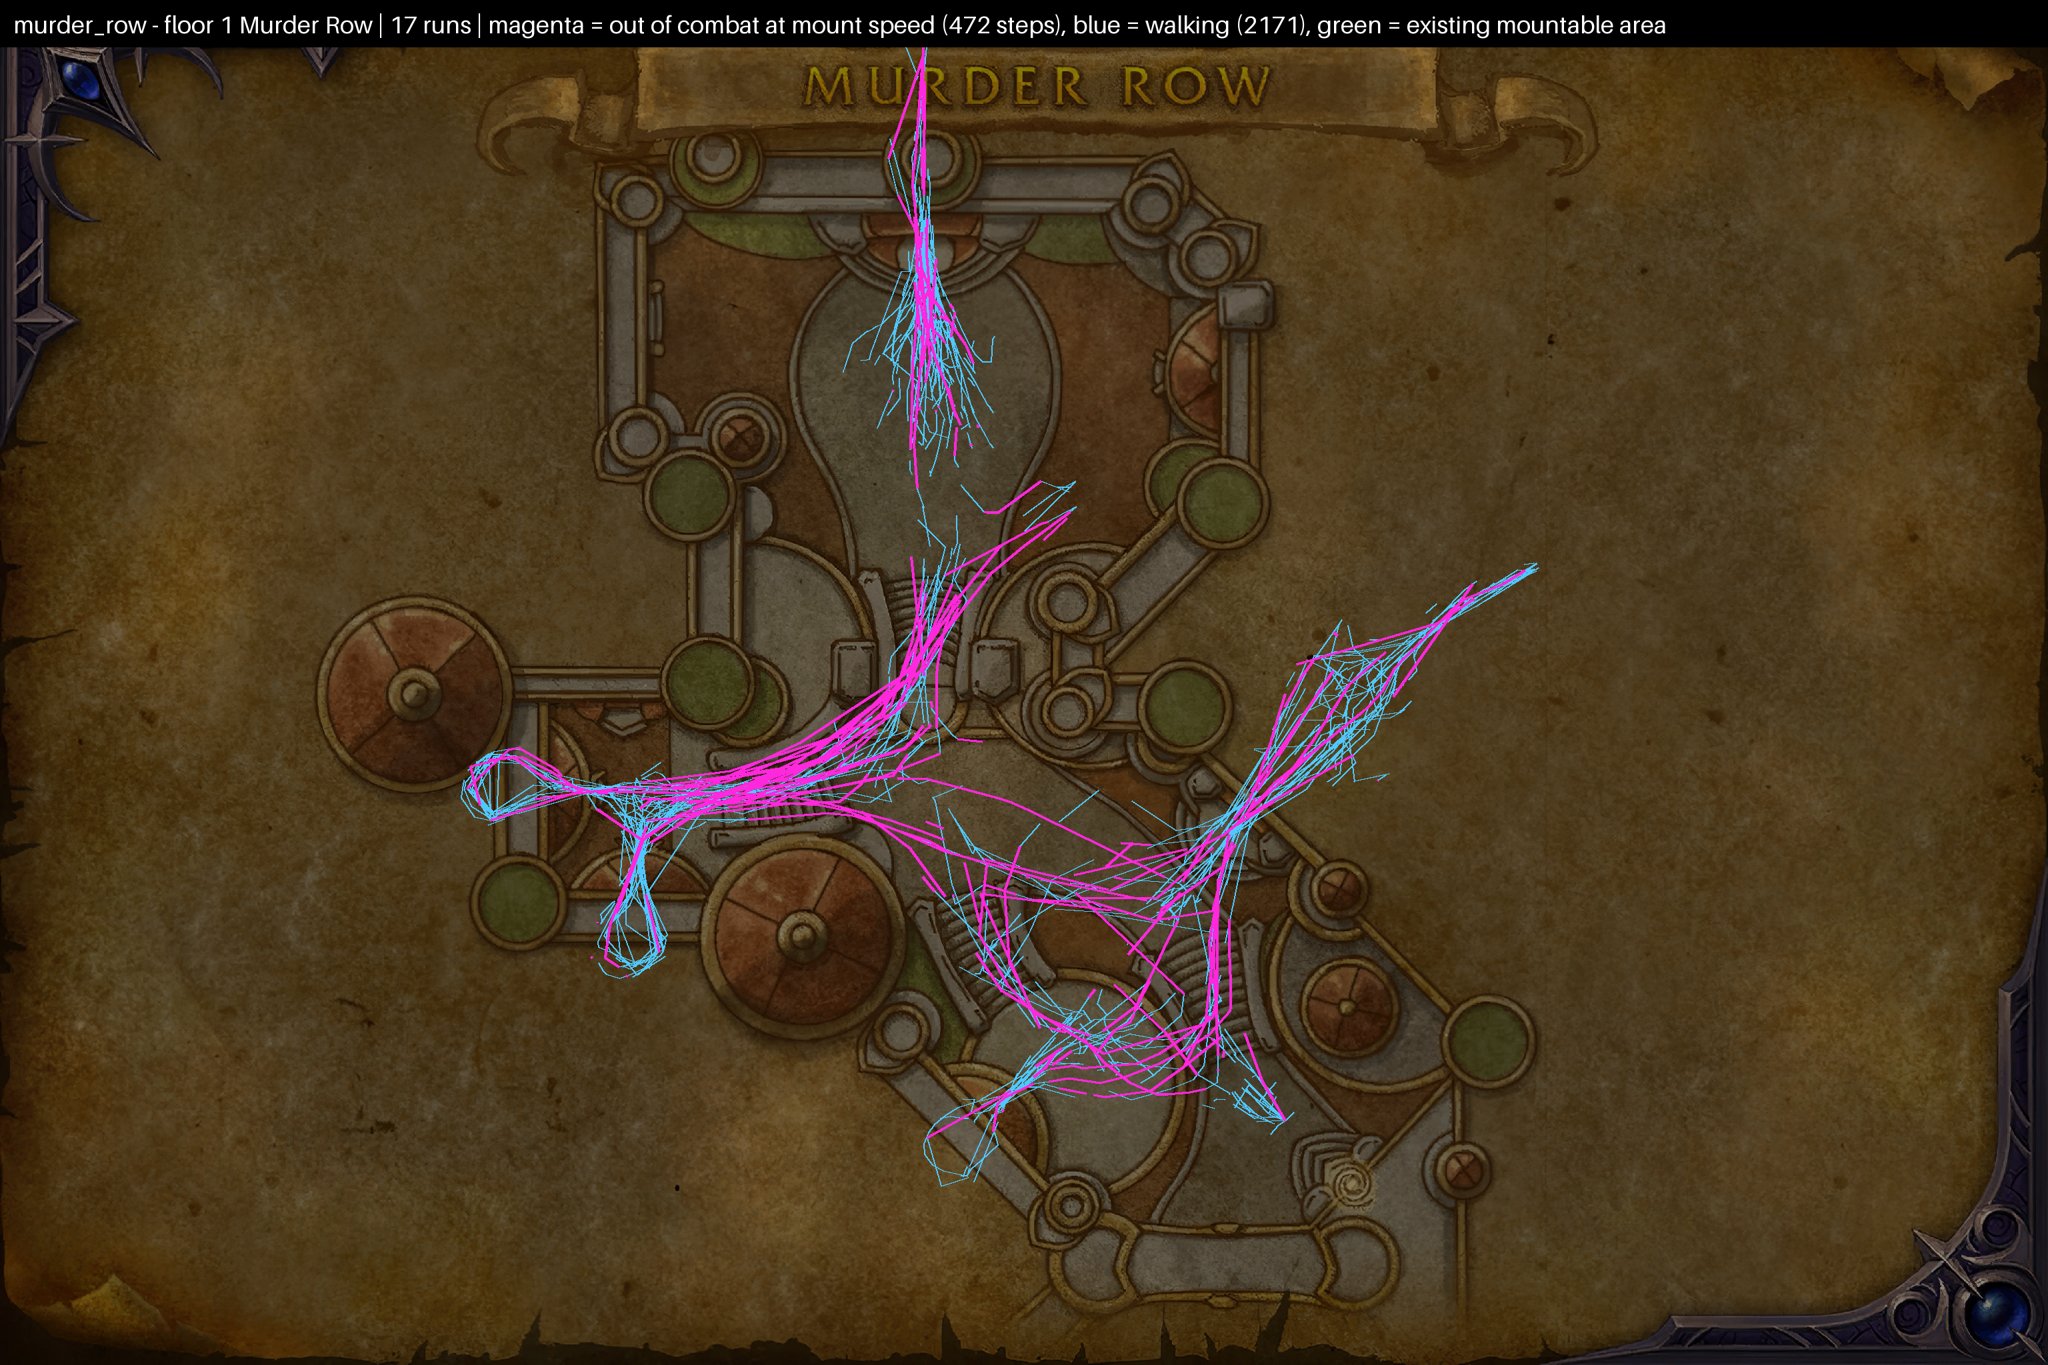 murder_row - floor 1 Murder Row | 17 runs | magenta = out of combat at mount speed (472 steps), blue = walking (2171), green = existing mountable area
MURDER ROW